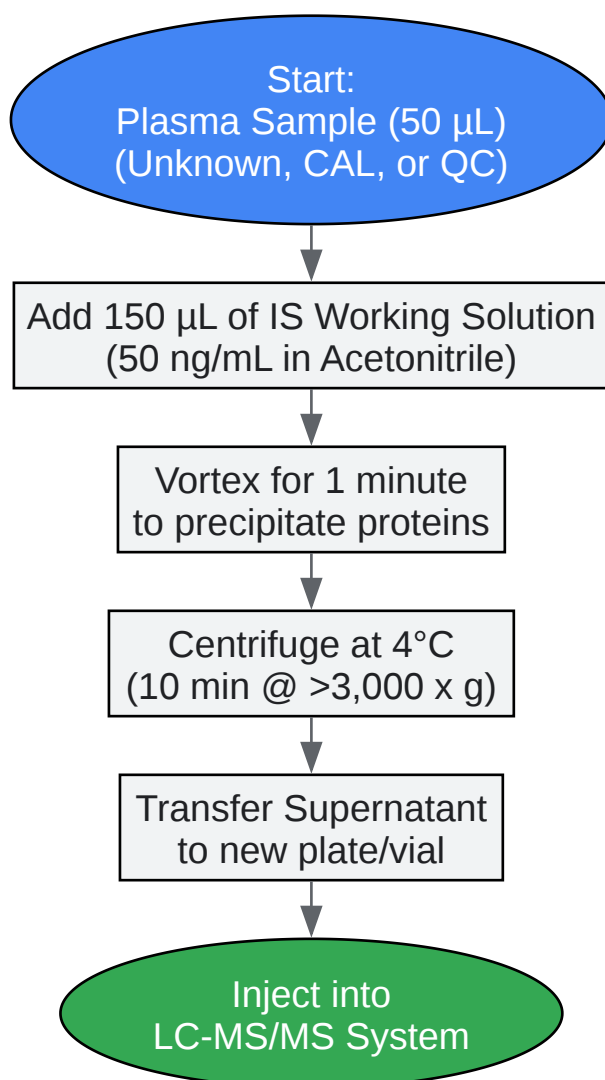 Start:
Plasma Sample (50 µL)
(Unknown, CAL, or QC)
Add 150 µL of IS Working Solution
(50 ng/mL in Acetonitrile)
Vortex for 1 minute
to precipitate proteins
Centrifuge at 4°C
(10 min @ >3,000 x g)
Transfer Supernatant
to new plate/vial
Inject into
LC-MS/MS System